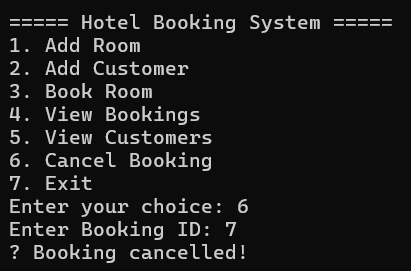 ===== Hotel Booking System =====
1. Add Room
2. Add Customer
3. Book Room
4. View Bookings
5. View Customers
6. Cancel Booking
7. Exit
Enter your choice: 6
Enter Booking ID: 7
? Booking cancelled!